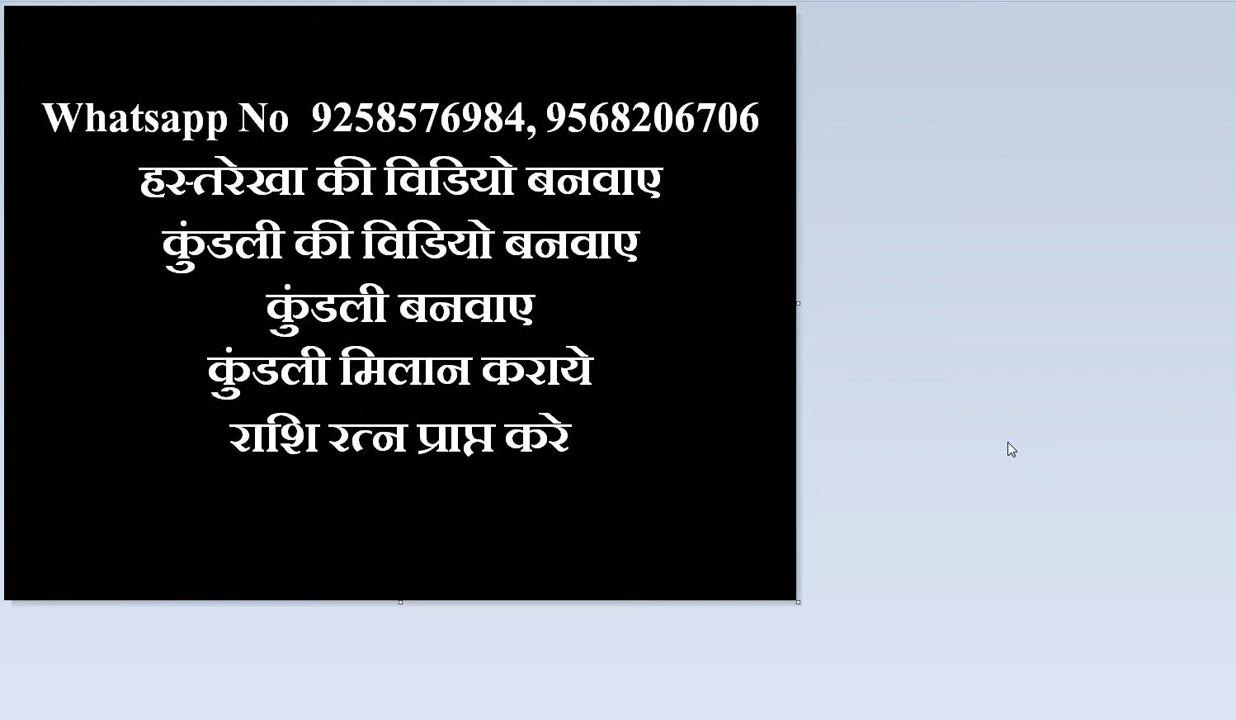 Whatsapp No 9258576984, 9568206706
हस्तरेखा की विडियो बनवाए
कुंडली की विडियो बनवाए
कुंडली बनवाए
कुंडली मिलान कराये
राशि रत्न प्राप्त करे